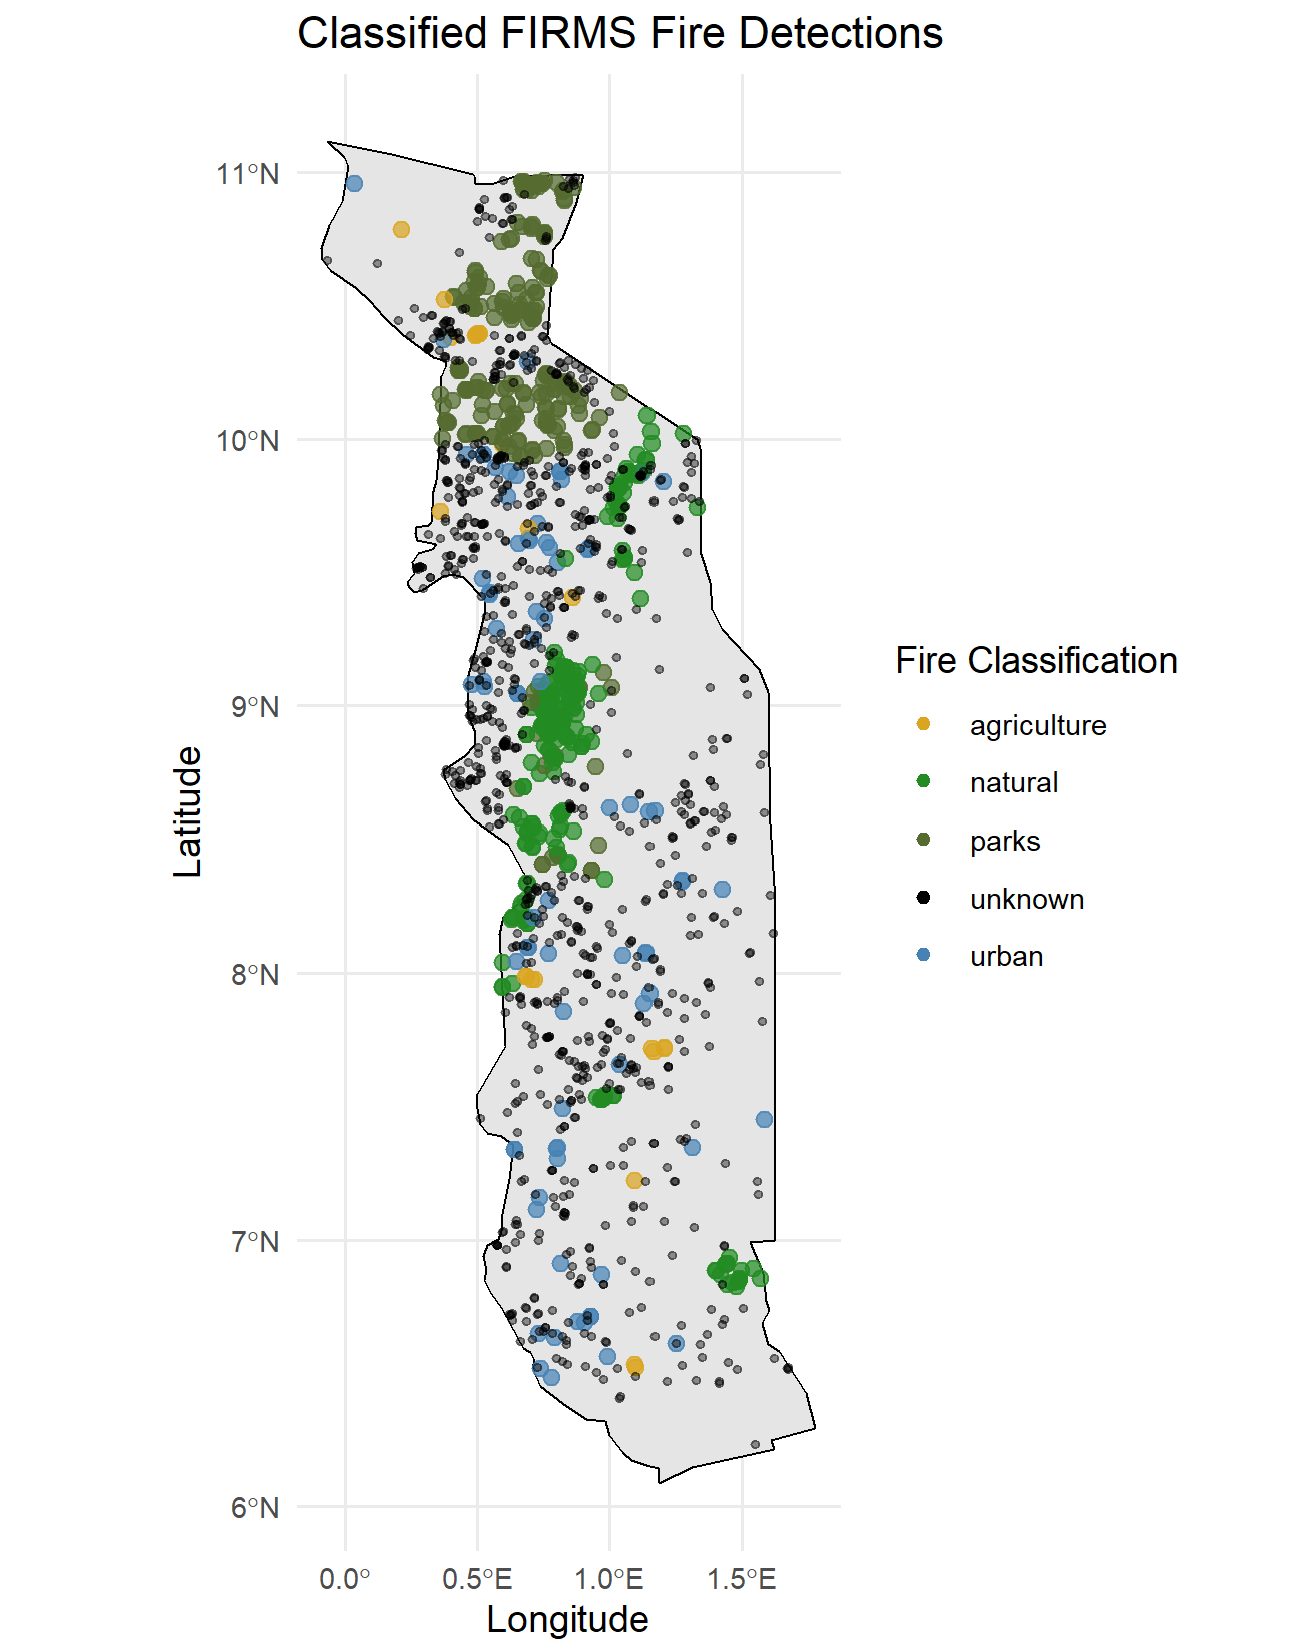 Classified FIRMS Fire Detections
11°N
10°N
9°N
8°N
7°N
6°N
Latitude
0.0°
0.5°E
1.0°E
1.5°E
Longitude
Fire Classification
agriculture
natural
parks
unknown
urban